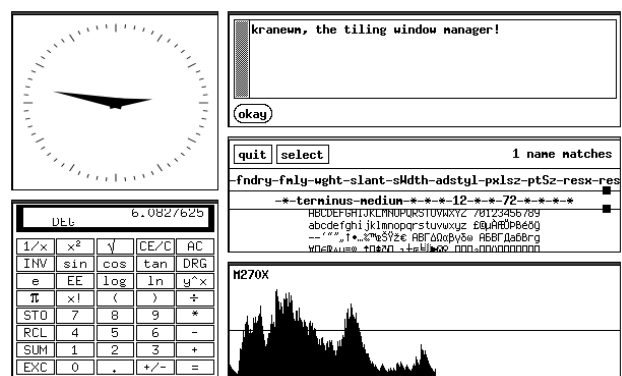 kranewm, the tiling window manager!
okay
quit select 1 name matches
-fndry-fmly-wght-slant-sWdth-adstyl-pxlsz-ptSz-resx-res
-*-terminus-medium-*-*-*-12-*-*-72-*-*-*-*
ABCDEFGHIJKLMNOPQRSTUVWXYZ
abcdefghijklmnopqrstuvwxyz
DEG 6.0827625
1/x x² √ CE/C AC
INV sin cos tan DRG
e EE log ln y^x
π x! ( ) ÷
STO 7 8 9 *
RCL 4 5 6 -
SUM 1 2 3 +
EXC 0 . +/- =
M270X